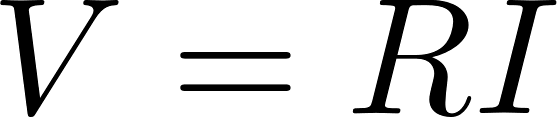 V = RI